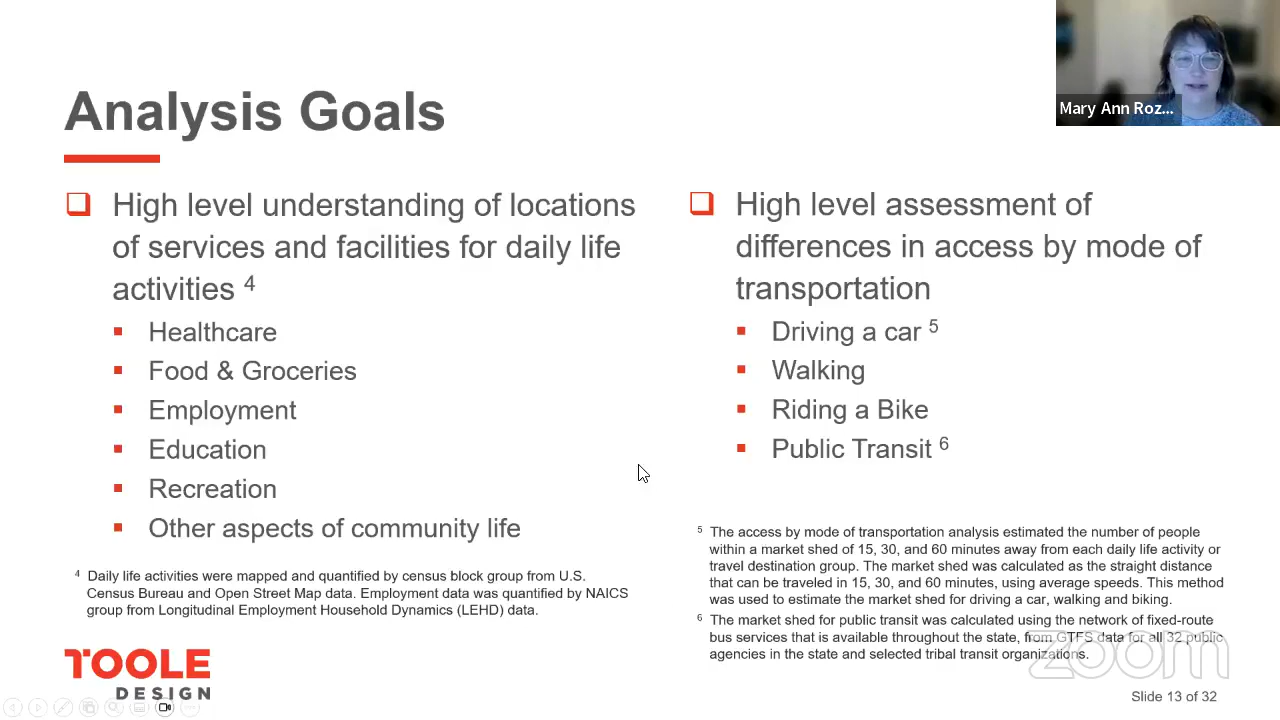 Analysis Goals
Mary Ann Roz...
High level understanding of locations
of services and facilities for daily life
activities 4
Healthcare
Food & Groceries
Employment
Education
Recreation
Other aspects of community life
4 Daily life activities were mapped and quantified by census block group from U.S.
Census Bureau and Open Street Map data. Employment data was quantified by NAICS
group from Longitudinal Employment Household Dynamics (LEHD) data.
High level assessment of
differences in access by mode of
transportation
Driving a car 5
Walking
Riding a Bike
Public Transit 6
5 The access by mode of transportation analysis estimated the number of people
within a market shed of 15, 30, and 60 minutes away from each daily life activity or
travel destination group. The market shed was calculated as the straight distance
that can be traveled in 15, 30, and 60 minutes, using average speeds. This method
was used to estimate the market shed for driving a car, walking and biking.
6 The market shed for public transit was calculated using the network of fixed-route
bus services that is available throughout the state, from GTFS data for all 32 public
agencies in the state and selected tribal transit organizations.
zoom
TOOLE
DESIGN
Slide 13 of 32